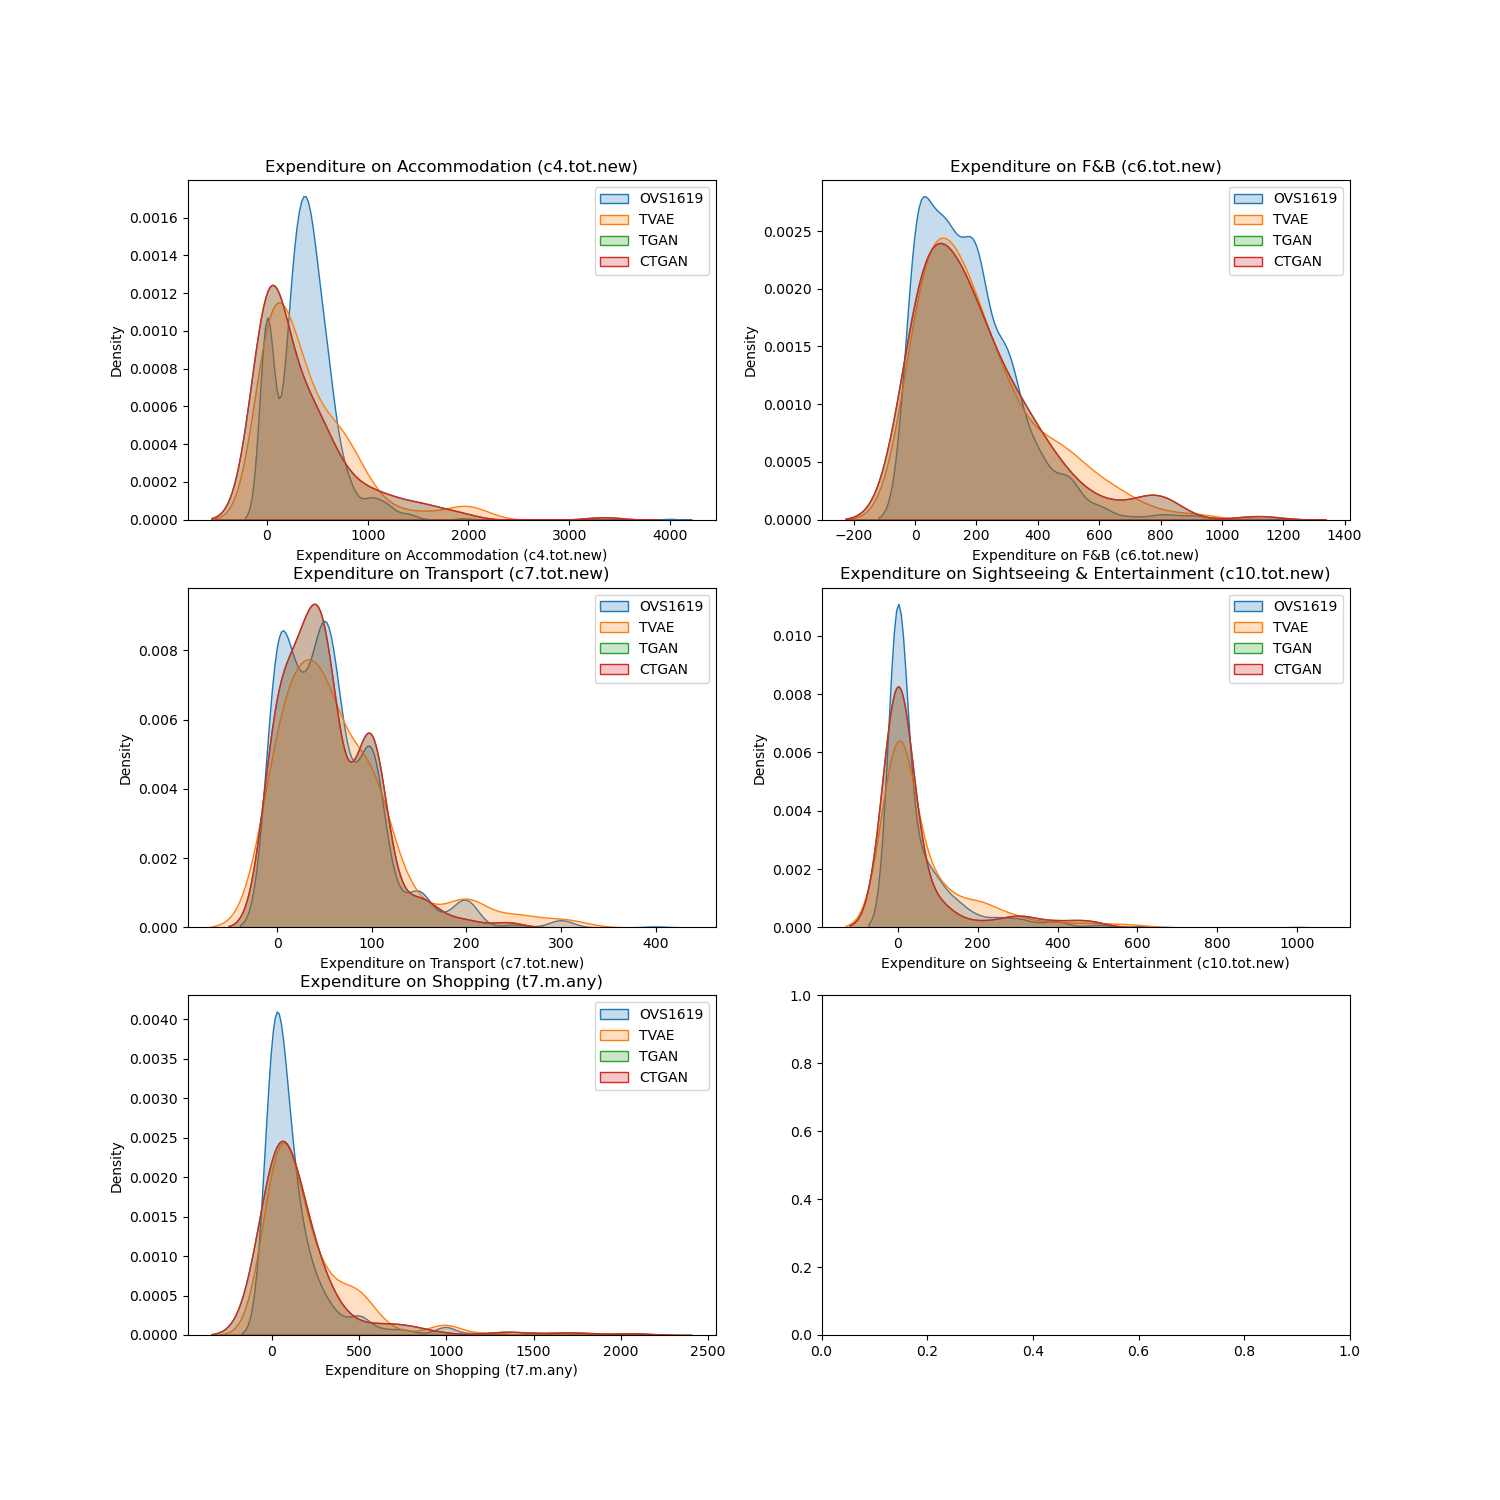 Expenditure on Accommodation (c4.tot.new)
0.0016
0.0014
0.0012
0.0010
0.0008
0.0006
0.0004
0.0002
0.0000
Density
OVS1619
TVAE
TGAN
CTGAN
0 1000 2000 3000 4000
Expenditure on Accommodation (c4.tot.new)
Expenditure on F&B (c6.tot.new)
0.0025
0.0020
0.0015
0.0010
0.0005
0.0000
Density
OVS1619
TVAE
TGAN
CTGAN
−200 0 200 400 600 800 1000 1200 1400
Expenditure on F&B (c6.tot.new)
Expenditure on Transport (c7.tot.new)
0.008
0.006
0.004
0.002
0.000
Density
OVS1619
TVAE
TGAN
CTGAN
0 100 200 300 400
Expenditure on Transport (c7.tot.new)
Expenditure on Sightseeing & Entertainment (c10.tot.new)
0.010
0.008
0.006
0.004
0.002
0.000
Density
OVS1619
TVAE
TGAN
CTGAN
0 200 400 600 800 1000
Expenditure on Sightseeing & Entertainment (c10.tot.new)
Expenditure on Shopping (t7.m.any)
0.0040
0.0035
0.0030
0.0025
0.0020
0.0015
0.0010
0.0005
0.0000
Density
OVS1619
TVAE
TGAN
CTGAN
0 500 1000 1500 2000 2500
Expenditure on Shopping (t7.m.any)
1.0
0.8
0.6
0.4
0.2
0.0
0.0 0.2 0.4 0.6 0.8 1.0